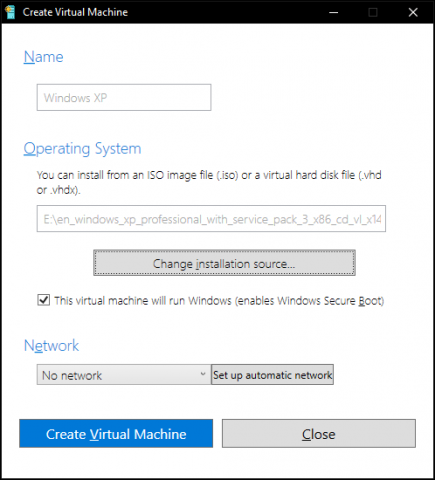 Create Virtual Machine
Name
Windows XP
Operating System
You can install from an ISO image file (.iso) or a virtual hard disk file (.vhd
or .vhdx).
E:\en_windows_xp_professional_with_service_pack_3_x86_cd_vl_x14
Change installation source...
This virtual machine will run Windows (enables Windows Secure Boot)
Network
No network
Set up automatic network
Create Virtual Machine
Close